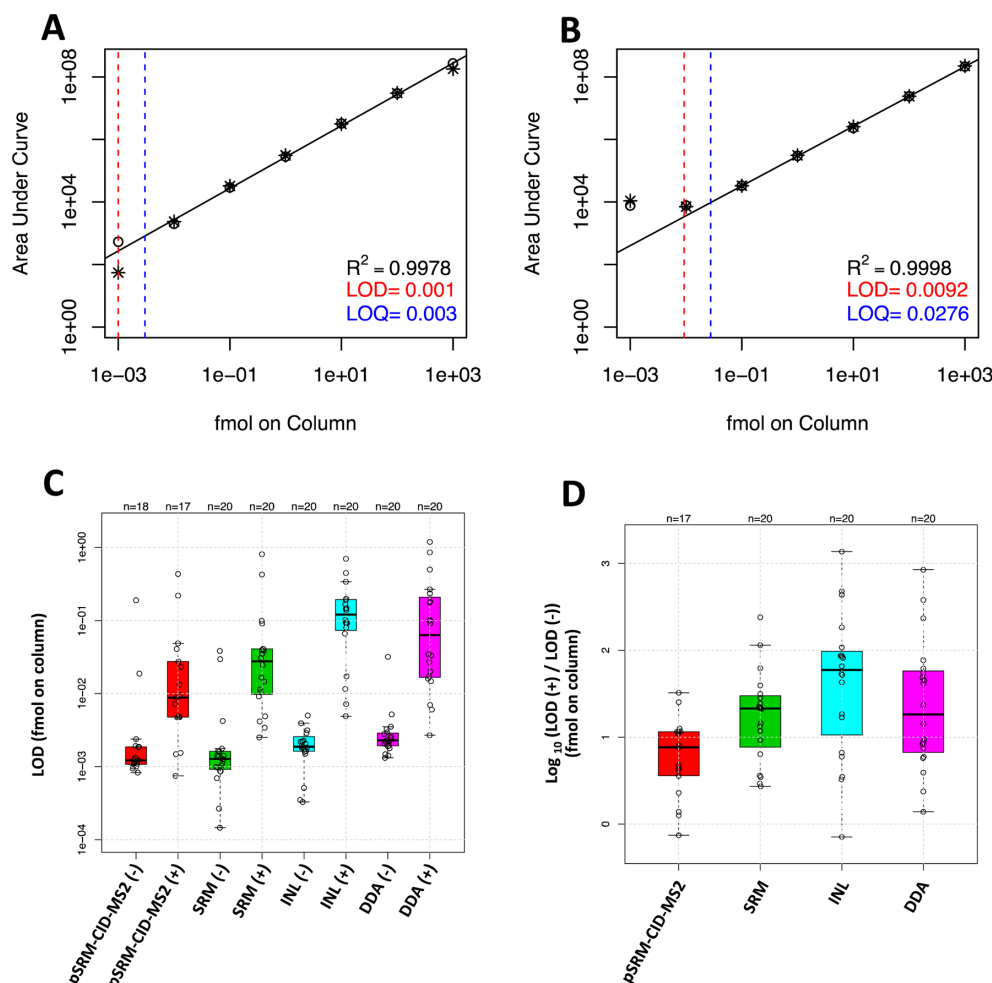 A
B
1e+08
1e+04
1e+00
Area Under Curve
R² = 0.9978
LOD= 0.001
LOQ= 0.003
1e−03
1e−01
1e+01
1e+03
fmol on Column
1e+08
1e+04
1e+00
Area Under Curve
R² = 0.9998
LOD= 0.0092
LOQ= 0.0276
1e−03
1e−01
1e+01
1e+03
fmol on Column
C
n=18 n=17 n=20 n=20 n=20 n=20 n=20 n=20
1e+00
1e-01
1e-02
1e-03
1e-04
LOD (fmol on column)
pSRM-CID-MS2 (-)
pSRM-CID-MS2 (+)
SRM (-)
SRM (+)
INL (-)
INL (+)
DDA (-)
DDA (+)
D
n=17 n=20 n=20 n=20
3
2
1
0
Log 10 (LOD (+) / LOD (-))
(fmol on column)
pSRM-CID-MS2
SRM
INL
DDA